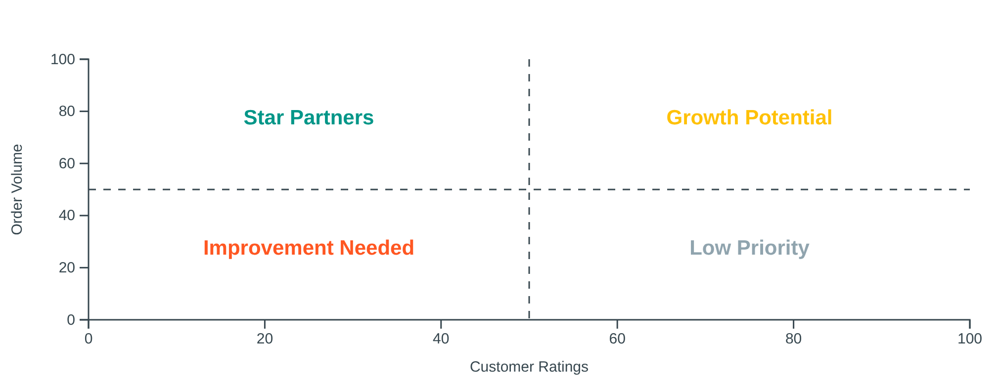 100
80
60
40
20
0
Order Volume
Star Partners
Growth Potential
Improvement Needed
Low Priority
0
20
40
60
80
100
Customer Ratings